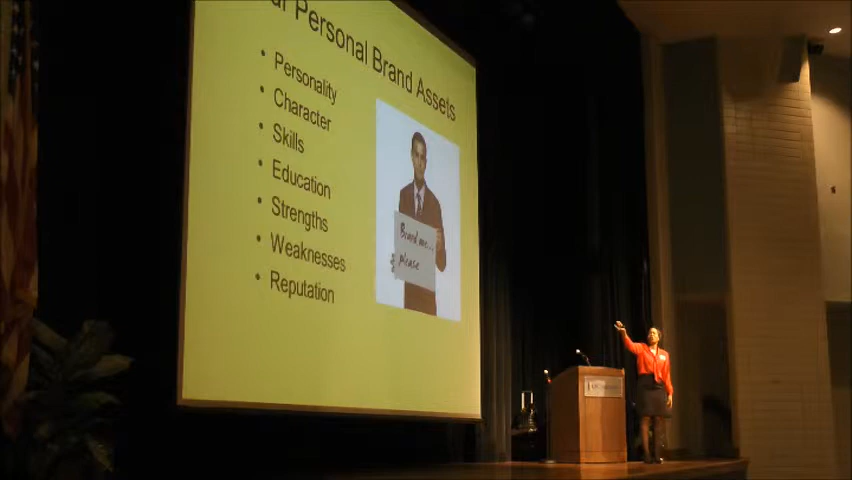 Personal Brand Assets
• Personality
• Character
• Skills
• Education
• Strengths
• Weaknesses
• Reputation
Brand me...
please